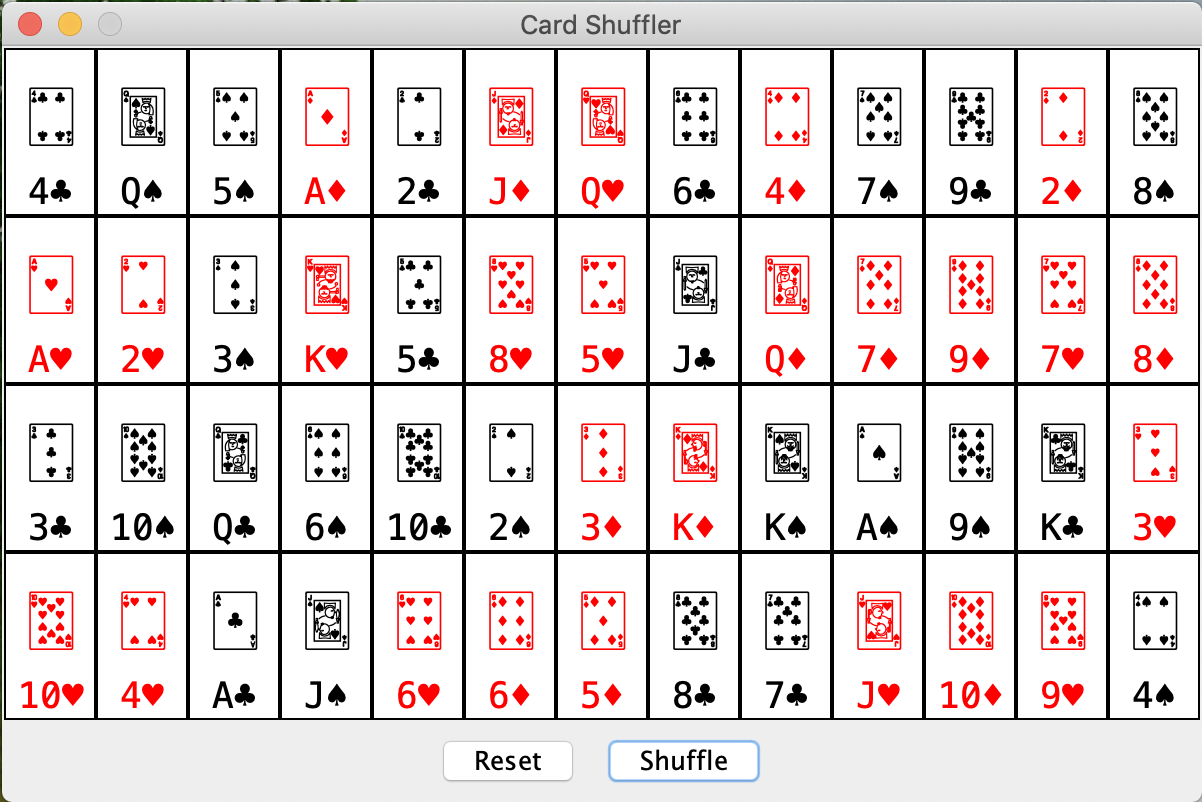 Card Shuffler
4♣ Q♠ 5♠ A♦ 2♣ J♦ Q♥ 6♣ 4♦ 7♠ 9♣ 2♦ 8♠
A♥ 2♥ 3♠ K♥ 5♣ 8♥ 5♥ J♣ Q♦ 7♦ 9♦ 7♥ 8♦
3♣ 10♠ Q♣ 6♠ 10♣ 2♠ 3♦ K♦ K♠ A♠ 9♠ K♣ 3♥
10♥ 4♥ A♣ J♠ 6♥ 6♦ 5♦ 8♣ 7♣ J♥ 10♦ 9♥ 4♠
Reset Shuffle